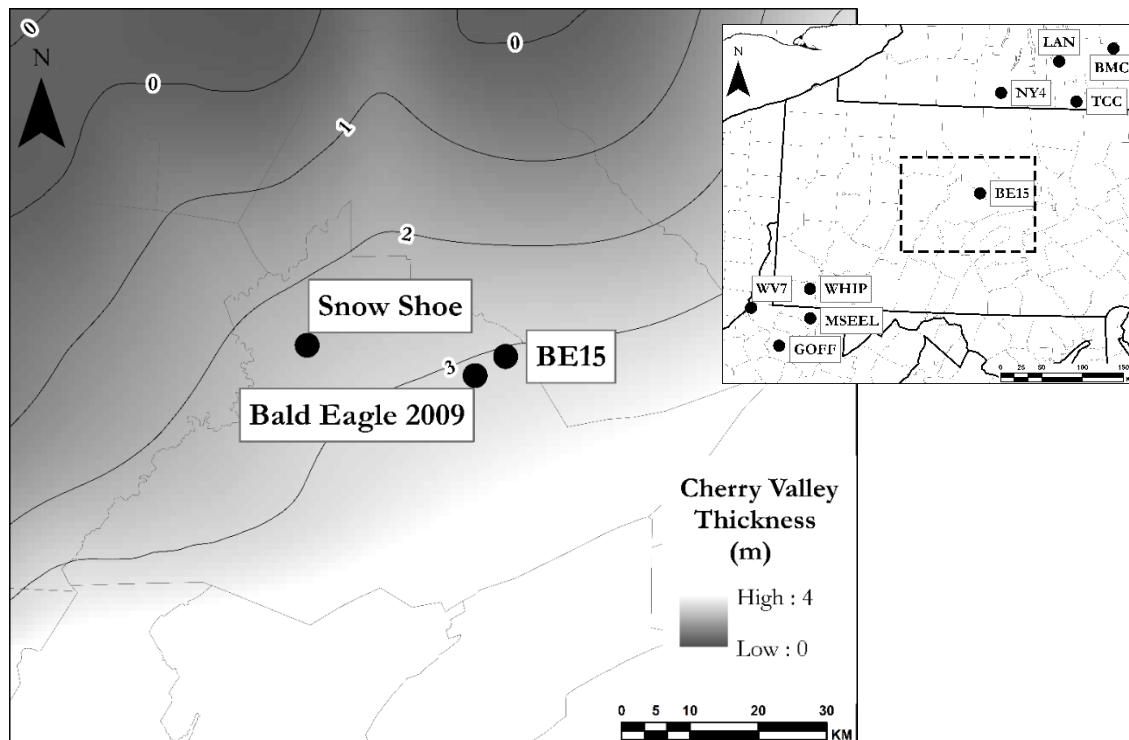 0
0
0
1
2
3
N
Snow Shoe
BE15
Bald Eagle 2009
Cherry Valley
Thickness
(m)
High : 4
Low : 0
0 5 10 20 30
KM
N
LAN
BMC
NY4
TCC
BE15
WV7
WHIP
MSEEL
GOFF
0 25 50 100 150